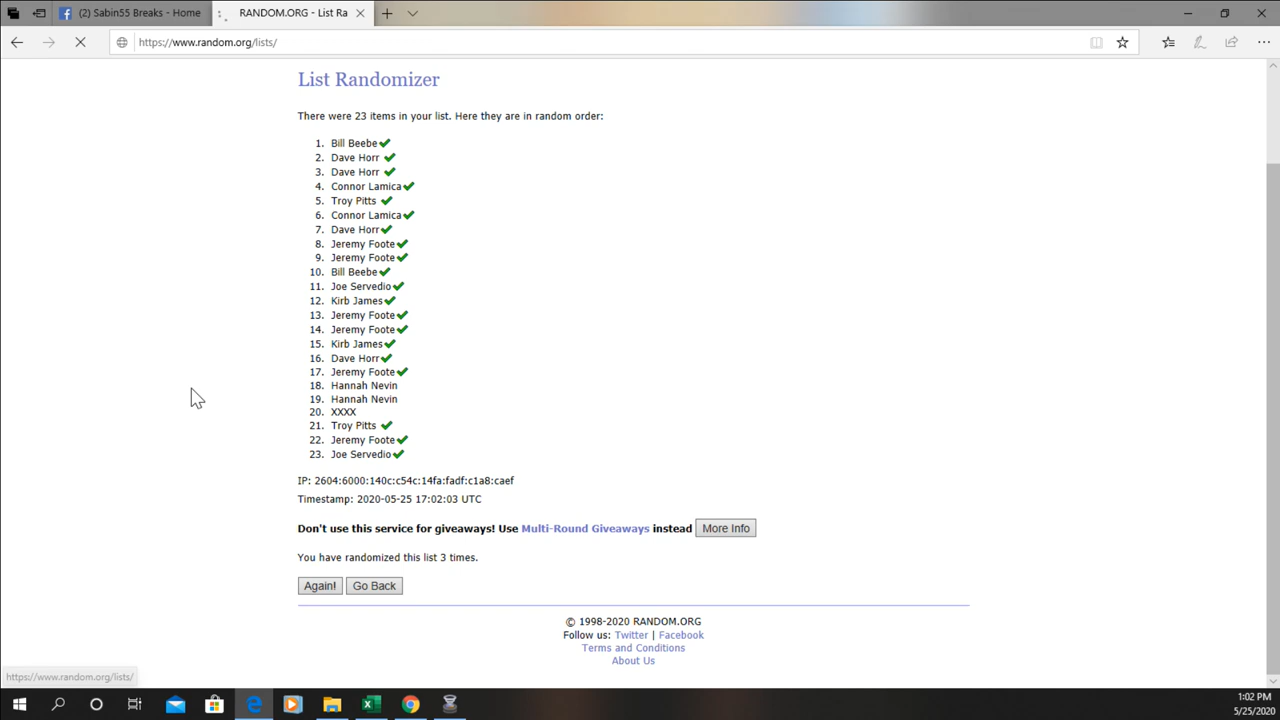 (2) Sabin55 Breaks - Home
RANDOM.ORG - List Ra
https://www.random.org/lists/
List Randomizer
There were 23 items in your list. Here they are in random order:
1. Bill Beebe✔
2. Dave Horr ✔
3. Dave Horr ✔
4. Connor Lamica✔
5. Troy Pitts ✔
6. Connor Lamica✔
7. Dave Horr✔
8. Jeremy Foote✔
9. Jeremy Foote✔
10. Bill Beebe✔
11. Joe Servedio✔
12. Kirb James✔
13. Jeremy Foote✔
14. Jeremy Foote✔
15. Kirb James✔
16. Dave Horr✔
17. Jeremy Foote✔
18. Hannah Nevin
19. Hannah Nevin
20. XXXX
21. Troy Pitts ✔
22. Jeremy Foote✔
23. Joe Servedio✔
IP: 2604:6000:140c:c54c:14fa:fadf:c1a8:caef
Timestamp: 2020-05-25 17:02:03 UTC
Don't use this service for giveaways! Use Multi-Round Giveaways instead More Info
You have randomized this list 3 times.
Again! Go Back
© 1998-2020 RANDOM.ORG
Follow us: Twitter | Facebook
Terms and Conditions
About Us
https://www.random.org/lists/
1:02 PM
5/25/2020